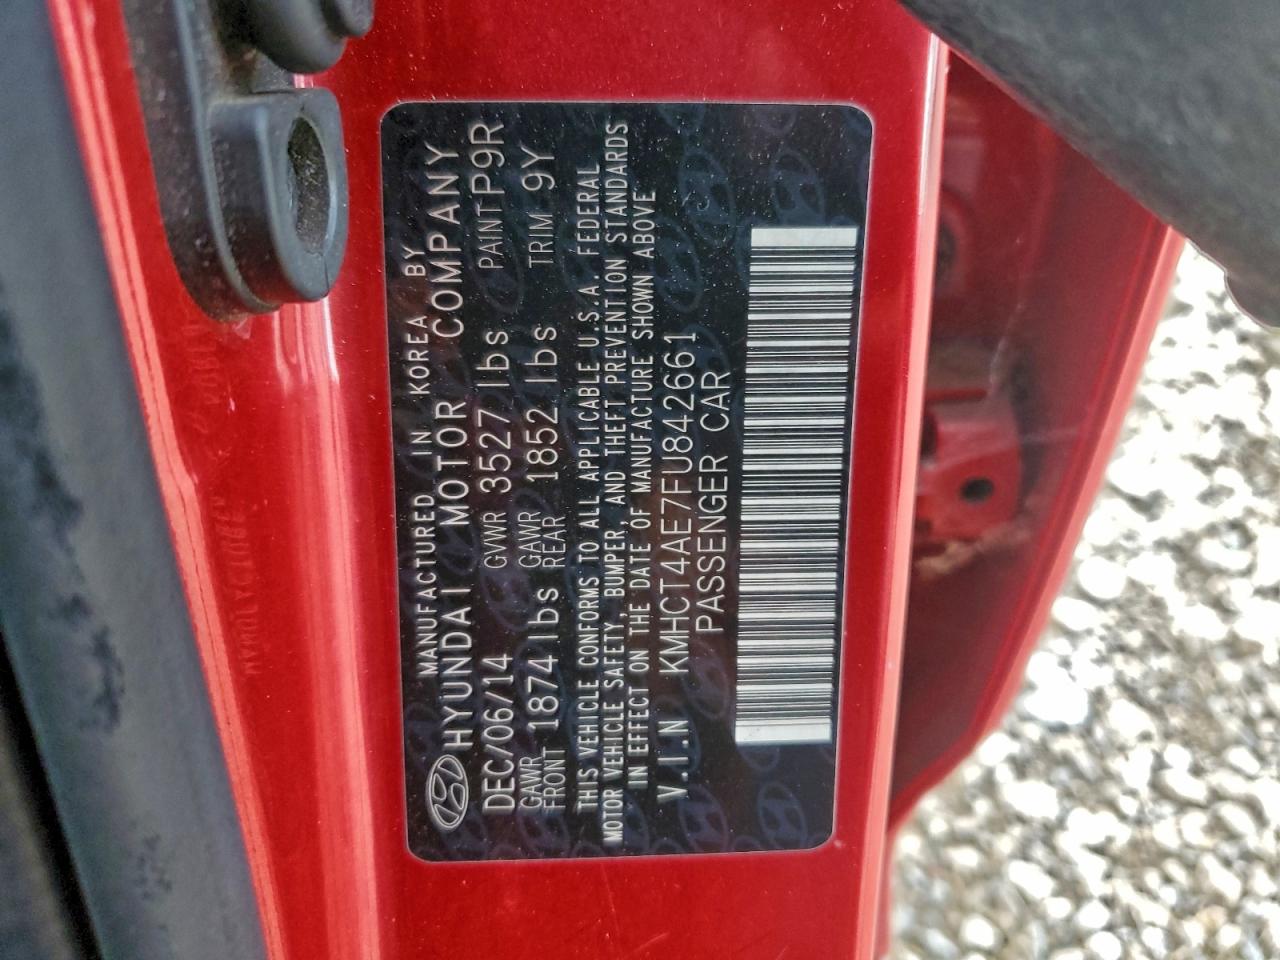 MANUFACTURED IN KOREA BY
HYUNDAI MOTOR COMPANY
DEC/06/14 GVWR 3527 lbs PAINT P9R
GAWR FRONT 1874 lbs GAWR REAR 1852 lbs TRIM 9Y
THIS VEHICLE CONFORMS TO ALL APPLICABLE U.S.A. FEDERAL
MOTOR VEHICLE SAFETY, BUMPER, AND THEFT PREVENTION STANDARDS
IN EFFECT ON THE DATE OF MANUFACTURE SHOWN ABOVE
V.I.N KMHCT4AE7FU842661
PASSENGER CAR